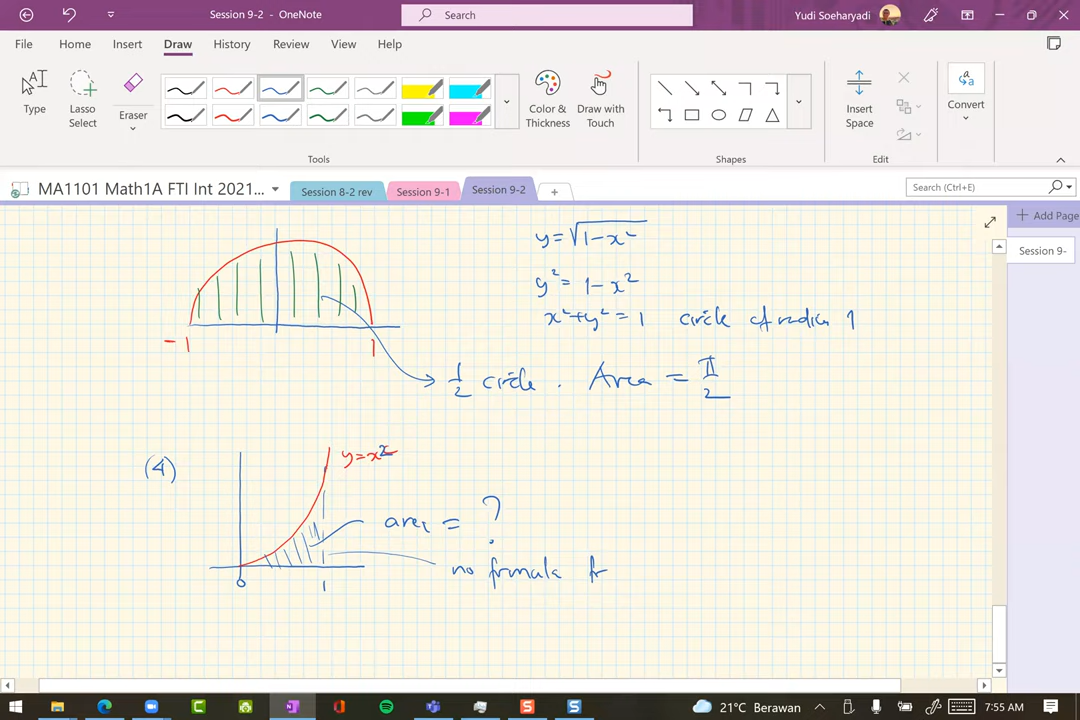 Session 9-2 - OneNote
Search
Yudi Soeharyadi
File
Home
Insert
Draw
History
Review
View
Help
Type
Lasso
Select
Eraser
Color &
Thickness
Draw with
Touch
Insert
Space
Convert
Tools
Shapes
Edit
MA1101 Math1A FTI Int 2021...
Session 8-2 rev
Session 9-1
Session 9-2
Search (Ctrl+E)
Add Page
Session 9-
y = √1-x²
y² = 1-x²
x²+y² = 1 circle of radius 1
-1
1
1/2 circle. Area = π/2
(4)
y=x²
area = ?
no formula fr
0
1
21°C Berawan
7:55 AM